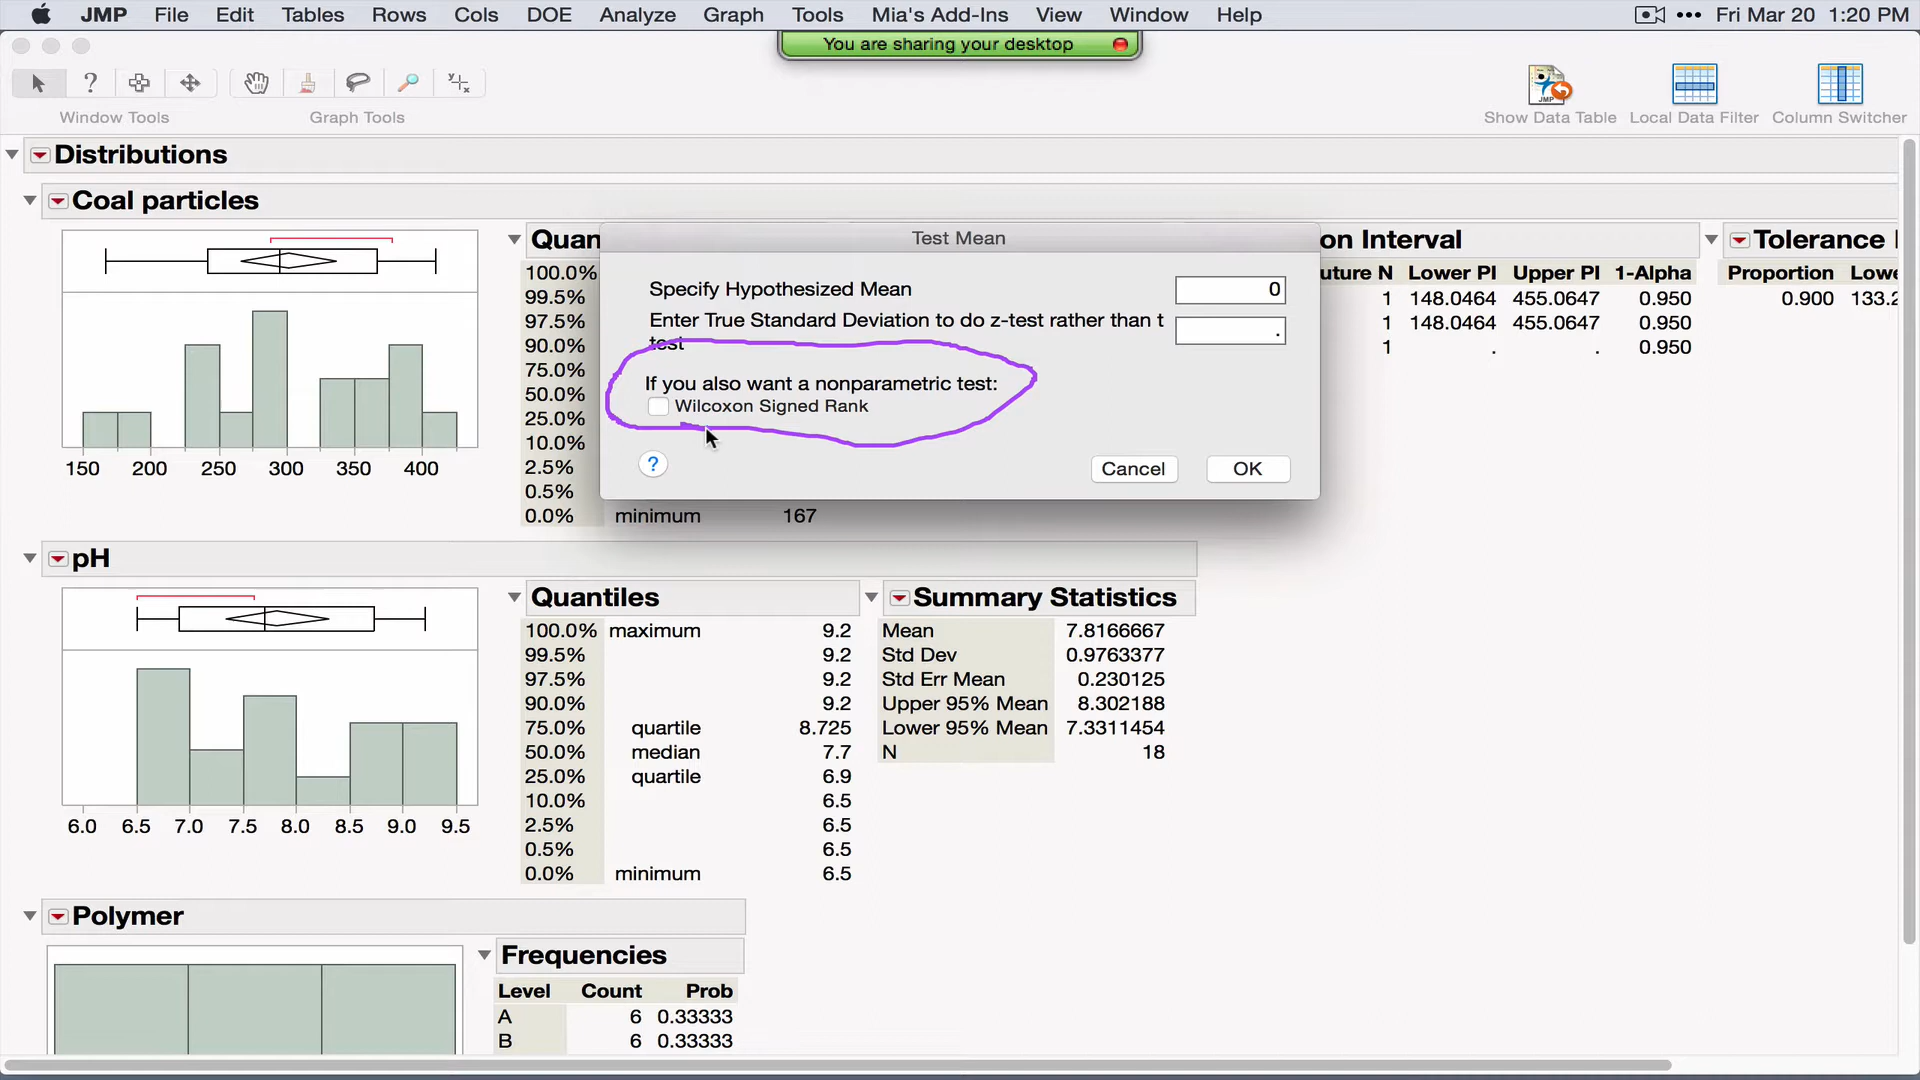 JMP File Edit Tables Rows Cols DOE Analyze Graph Tools Mia's Add-Ins View Window Help Fri Mar 20 1:20 PM
You are sharing your desktop
Window Tools Graph Tools Show Data Table Local Data Filter Column Switcher
Distributions
Coal particles
150 200 250 300 350 400
Quan
100.0%
99.5%
97.5%
90.0%
75.0%
50.0%
25.0%
10.0%
2.5%
0.5%
0.0% minimum 167
Test Mean
Specify Hypothesized Mean 0
Enter True Standard Deviation to do z-test rather than t .
test
If you also want a nonparametric test:
Wilcoxon Signed Rank
? Cancel OK
on Interval
uture N Lower PI Upper PI 1-Alpha
1 148.0464 455.0647 0.950
1 148.0464 455.0647 0.950
1 . . 0.950
Tolerance
Proportion Lowe
0.900 133.2
pH
6.0 6.5 7.0 7.5 8.0 8.5 9.0 9.5
Quantiles
100.0% maximum 9.2
99.5% 9.2
97.5% 9.2
90.0% 9.2
75.0% quartile 8.725
50.0% median 7.7
25.0% quartile 6.9
10.0% 6.5
2.5% 6.5
0.5% 6.5
0.0% minimum 6.5
Summary Statistics
Mean 7.8166667
Std Dev 0.9763377
Std Err Mean 0.230125
Upper 95% Mean 8.302188
Lower 95% Mean 7.3311454
N 18
Polymer
Frequencies
Level Count Prob
A 6 0.33333
B 6 0.33333